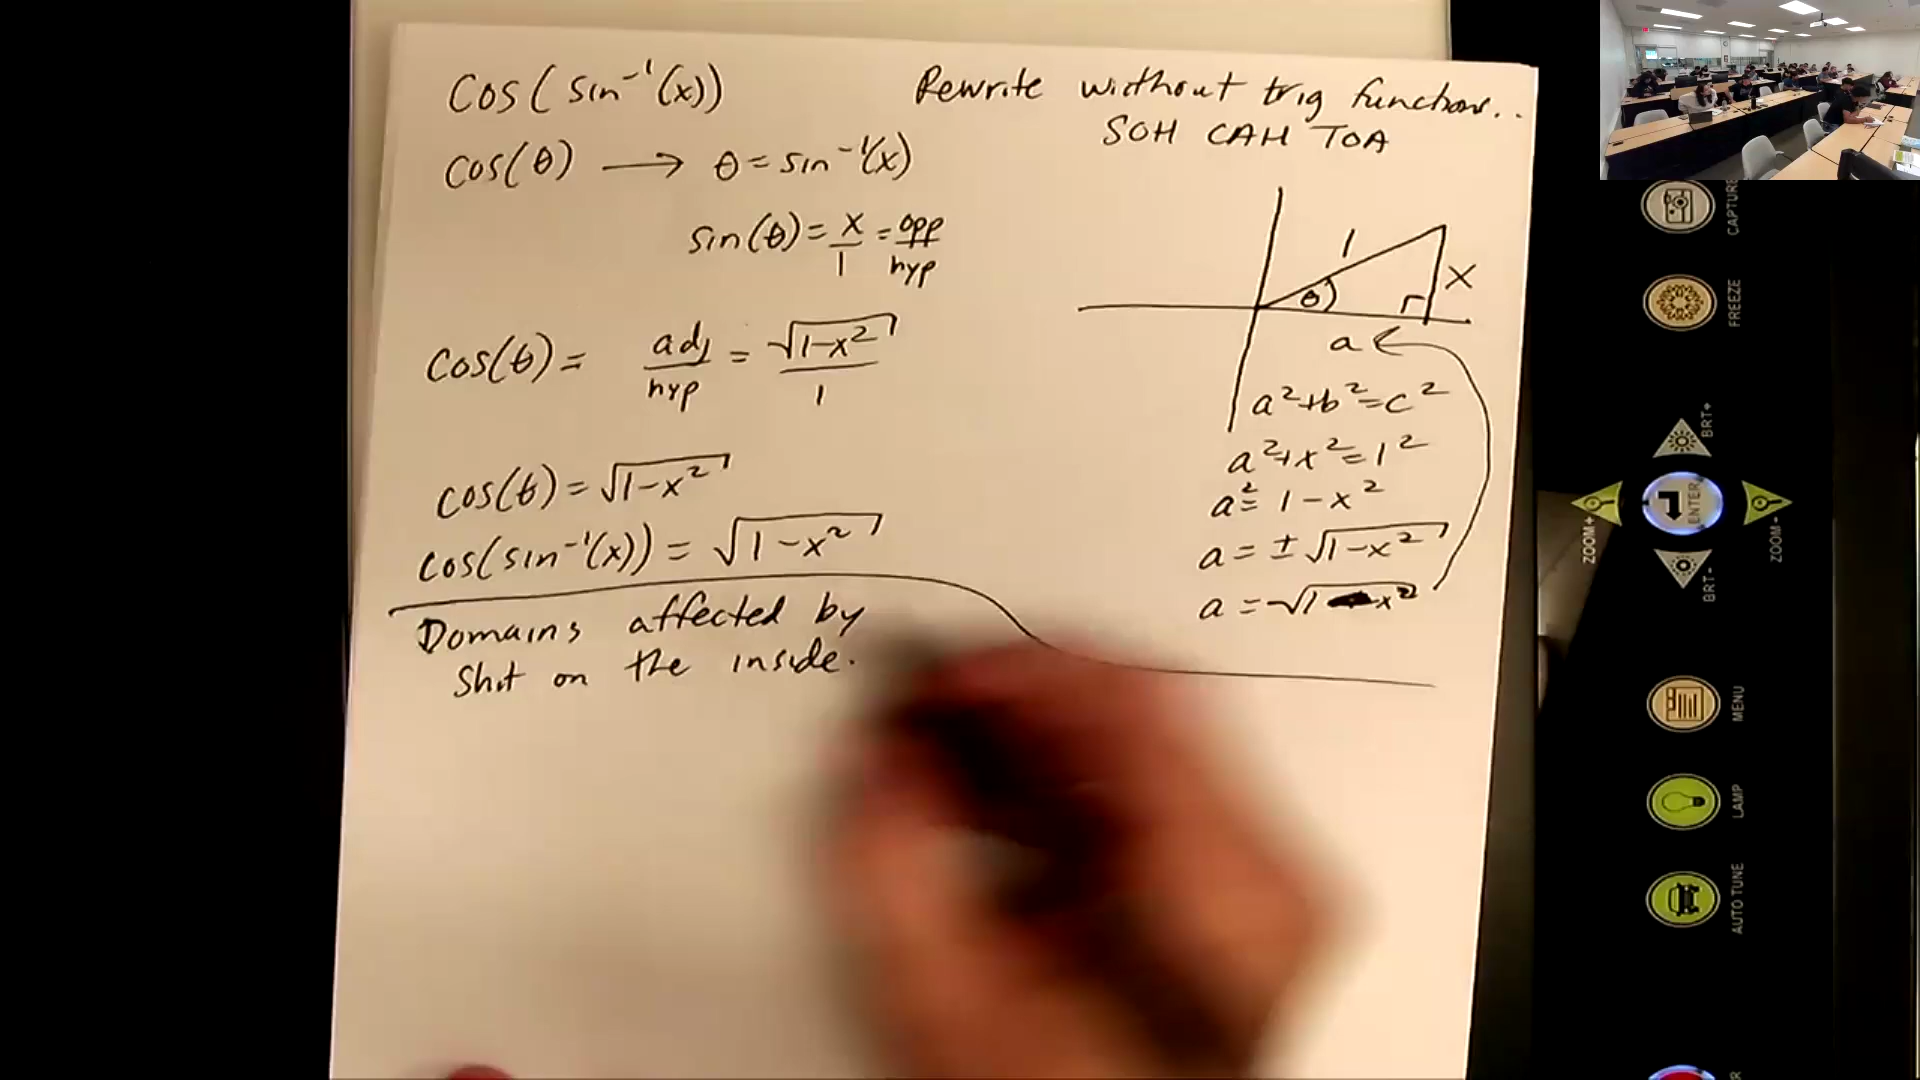 Cos(sin⁻¹(x))
Rewrite without trig functions..
SOH CAH TOA
cos(θ) → θ = sin⁻¹(x)
sin(θ) = x/1 = opp/hyp
1
x
θ
a
cos(θ) = adj/hyp = √(1-x²)/1
cos(θ) = √(1-x²)
cos(sin⁻¹(x)) = √(1-x²)
a²+b²=c²
a²+x²=1²
a²=1-x²
a = ±√(1-x²)
a = √(1-x²)
Domains affected by
shit on the inside.
CAPTURE
FREEZE
BRT+
ZOOM+
ENTER
ZOOM-
BRT-
MENU
LAMP
AUTO TUNE